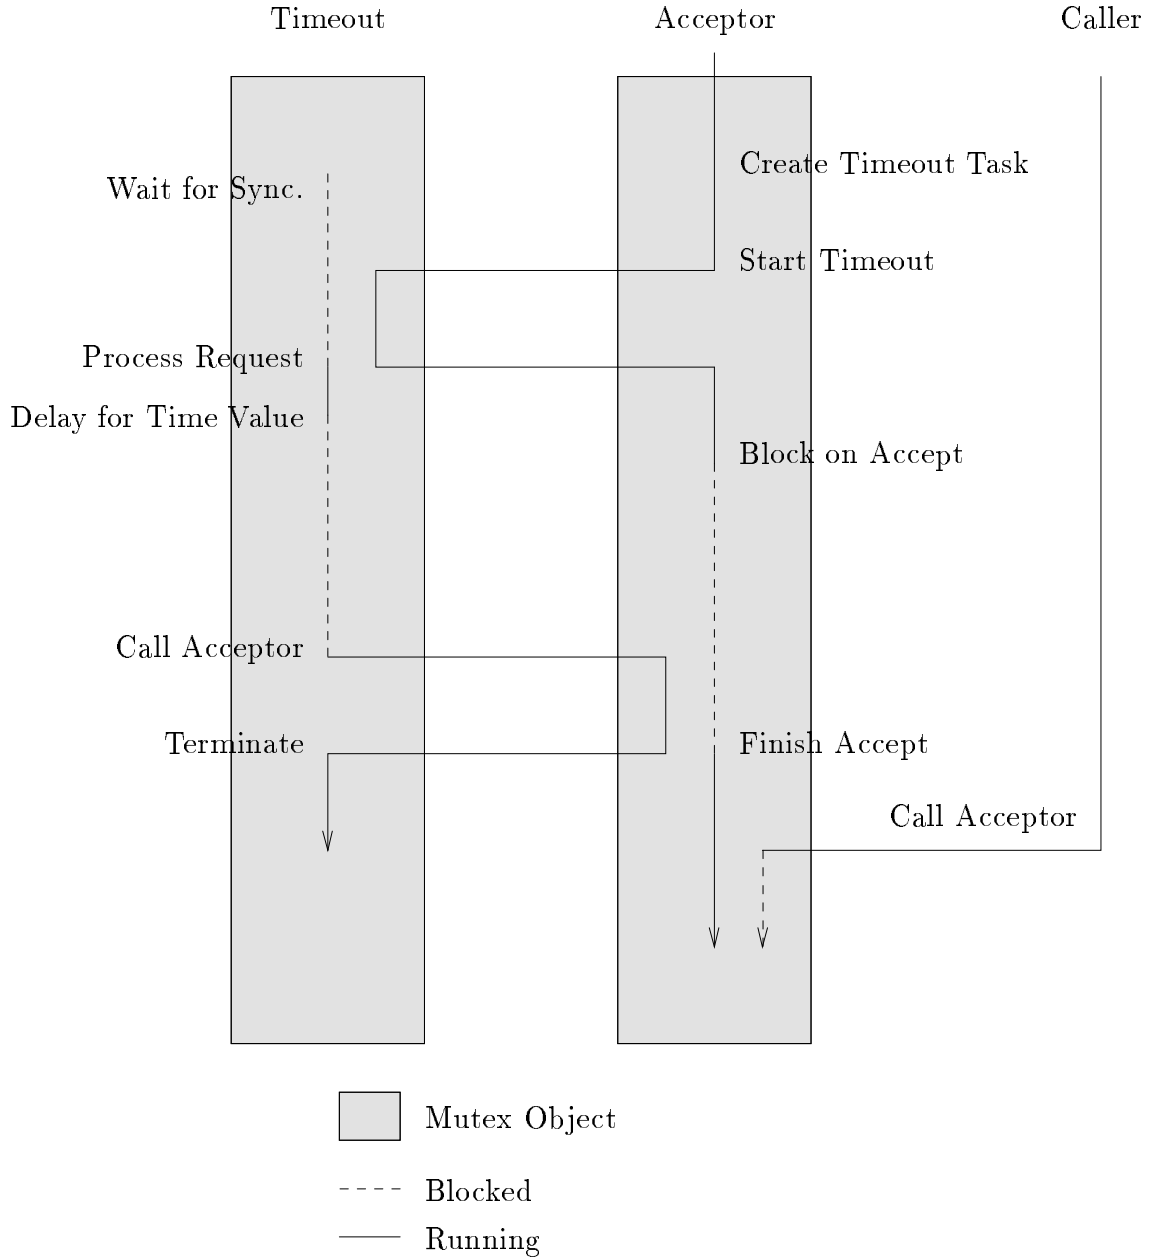 Timeout
Acceptor
Caller
Create Timeout Task
Wait for Sync.
Start Timeout
Process Request
Delay for Time Value
Block on Accept
Call Acceptor
Terminate
Finish Accept
Call Acceptor
Mutex Object
Blocked
Running